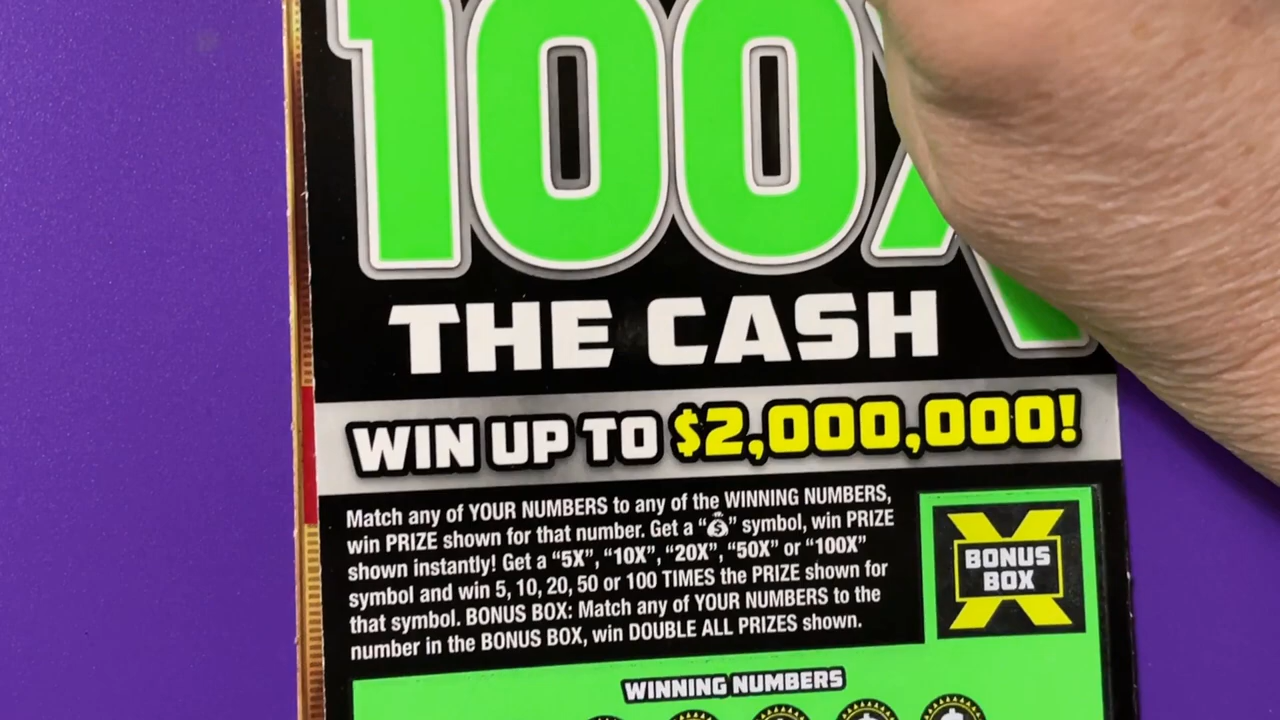 100X
THE CASH
WIN UP TO $2,000,000!
Match any of YOUR NUMBERS to any of the WINNING NUMBERS,
win PRIZE shown for that number. Get a “💰” symbol, win PRIZE
shown instantly! Get a “5X”, “10X”, “20X”, “50X” or “100X”
symbol and win 5, 10, 20, 50 or 100 TIMES the PRIZE shown for
that symbol. BONUS BOX: Match any of YOUR NUMBERS to the
number in the BONUS BOX, win DOUBLE ALL PRIZES shown.
BONUS
BOX
WINNING NUMBERS